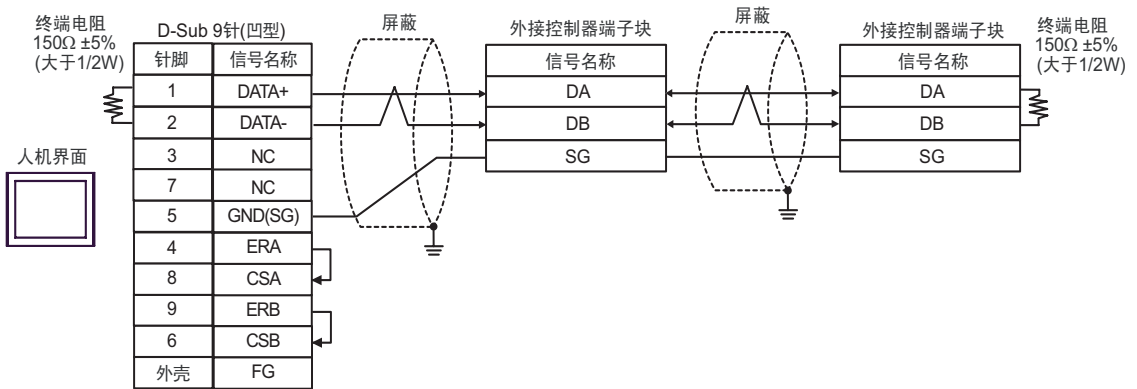 终端电阻
150Ω ±5%
(大于1/2W)
D-Sub 9针(凹型)
针脚 信号名称
1 DATA+
2 DATA-
3 NC
7 NC
5 GND(SG)
4 ERA
8 CSA
9 ERB
6 CSB
外壳 FG
人机界面
屏蔽
外接控制器端子块
信号名称
DA
DB
SG
屏蔽
外接控制器端子块
信号名称
DA
DB
SG
终端电阻
150Ω ±5%
(大于1/2W)